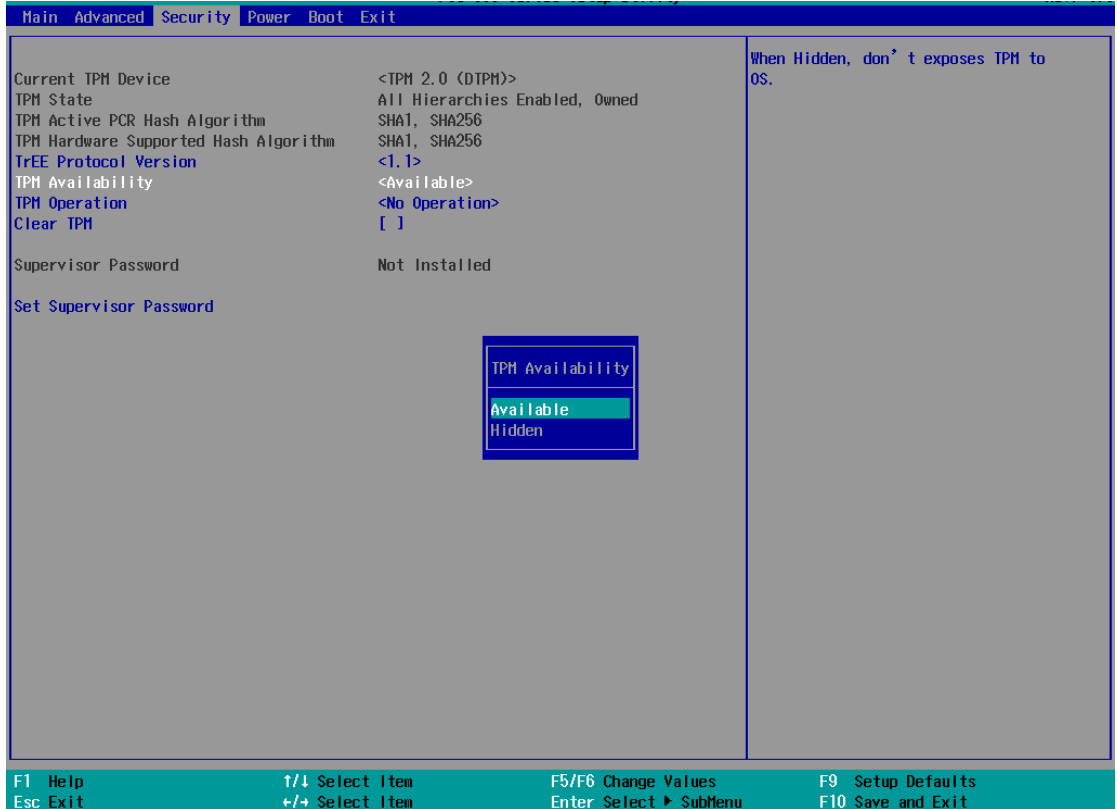 Main Advanced Security Power Boot Exit
Current TPM Device <TPM 2.0 (DTPM)>
TPM State All Hierarchies Enabled, Owned
TPM Active PCR Hash Algorithm SHA1, SHA256
TPM Hardware Supported Hash Algorithm SHA1, SHA256
TrEE Protocol Version <1.1>
TPM Availability <Available>
TPM Operation <No Operation>
Clear TPM [ ]
Supervisor Password Not Installed
Set Supervisor Password
When Hidden, don’t exposes TPM to
OS.
TPM Availability
Available
Hidden
F1 Help ↑/↓ Select Item F5/F6 Change Values F9 Setup Defaults
Esc Exit ←/→ Select Item Enter Select ▶ SubMenu F10 Save and Exit